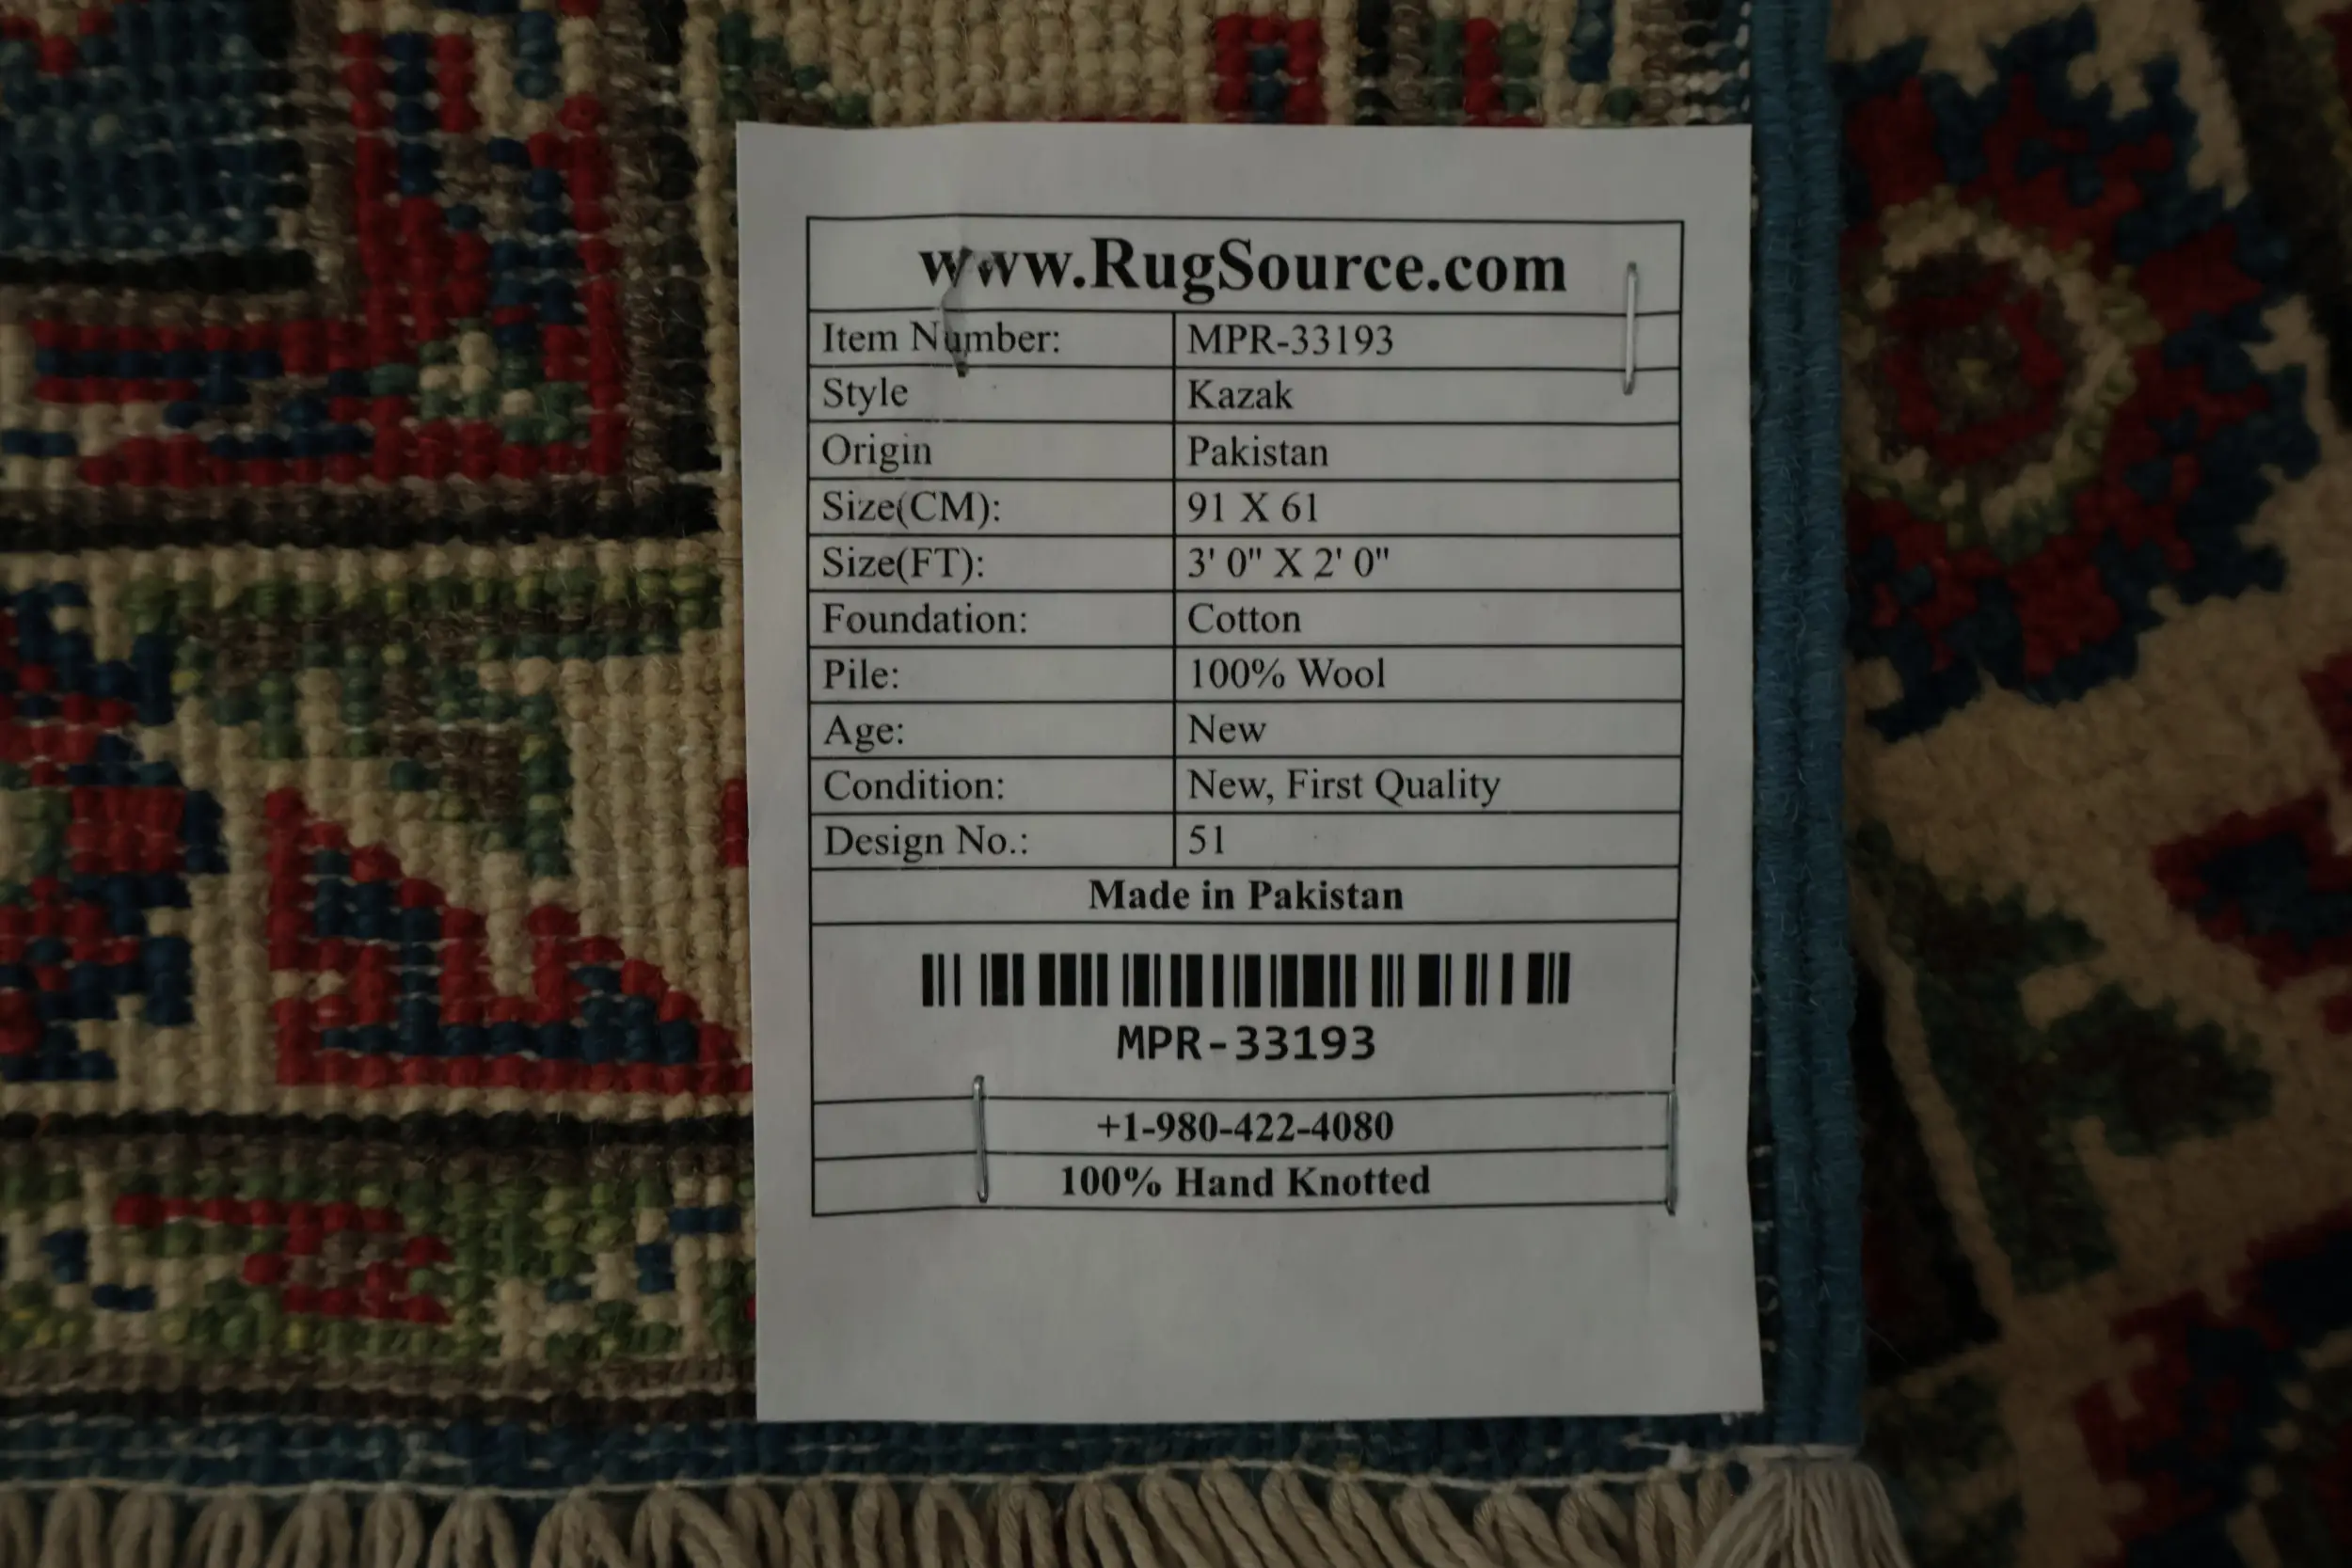 www.RugSource.com
Item Number: MPR-33193
Style Kazak
Origin Pakistan
Size(CM): 91 X 61
Size(FT): 3' 0" X 2' 0"
Foundation: Cotton
Pile: 100% Wool
Age: New
Condition: New, First Quality
Design No.: 51
Made in Pakistan
MPR-33193
+1-980-422-4080
100% Hand Knotted